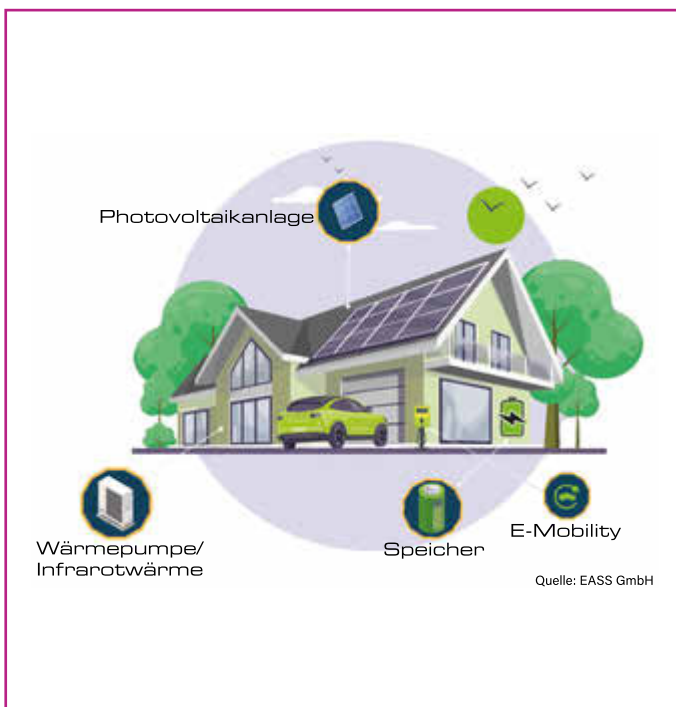 Photovoltaikanlage
Wärmepumpe/
Infrarotwärme
Speicher
E-Mobility
Quelle: EASS GmbH